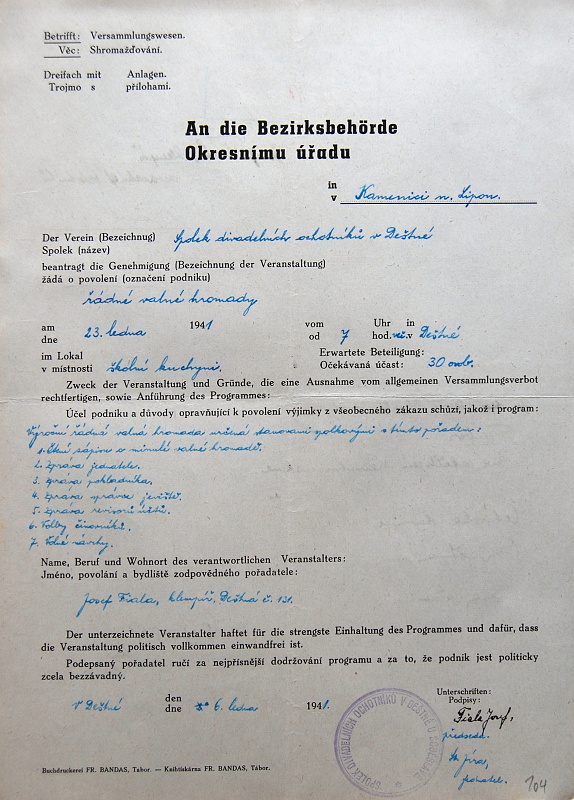 Betrifft: Versammlungswesen.
Věc: Shromažďování.
Dreifach mit Anlagen.
Trojmo s přílohami.
An die Bezirksbehörde
Okresnímu úřadu
in
v Kamenici n. Lipou.
Der Verein (Bezeichnug) Spolek divadelních ochotníků v Deštné
Spolek (název)
beantragt die Genehmigung (Bezeichnung der Veranstaltung)
žádá o povolení (označení podniku)
řádné valné hromady
am 1941 vom Uhr in
dne 23. ledna od 7 hod. več. v Deštné
im Lokal Erwartete Beteiligung:
v místnosti školní kuchyni. Očekávaná účast: 30 osob.
Zweck der Veranstaltung und Gründe, die eine Ausnahme vom allgemeinen Versammlungsverbot
rechtfertigen, sowie Anführung des Programmes:
Účel podniku a důvody opravňující k povolení výjimky z všeobecného zákazu schůzí, jakož i program:
Výroční řádná valná hromada určená stanovami spolkovými s tímto pořadem:
1. Čtení zápisu o minulé valné hromadě.
2. Zpráva jednatele.
3. Zpráva pokladníka.
4. Zpráva správce jeviště.
5. Zpráva revisorů účtů.
6. Volby činovníků.
7. Volné návrhy.
Name, Beruf und Wohnort des verantwortlichen Veranstalters:
Jméno, povolání a bydliště zodpovědného pořadatele:
Josef Fiala, klempíř, Deštná č. 131.
Der unterzeichnete Veranstalter haftet für die strengste Einhaltung des Programmes und dafür, dass
die Veranstaltung politisch vollkommen einwandfrei ist.
Podepsaný pořadatel ručí za nejpřísnější dodržování programu a za to, že podnik jest politicky
zcela bezzávadný.
den Unterschriften:
v Deštné dne 6. ledna 1941. Podpisy:
Fiala Josef,
předseda.
Jíra,
jednatel.
SPOLEK DIVADELNÍCH OCHOTNÍKŮ V DEŠTNÉ
Buchdruckerei FR. BANDAS, Tabor. — Knihtiskárna FR. BANDAS, Tábor.
104